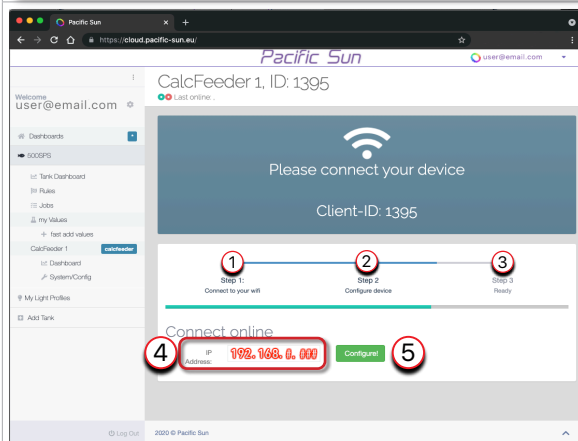 Pacific Sun
https://cloud.pacific-sun.eu/
Pacific Sun
user@email.com
Welcome
user@email.com
Dashboards
500SPS
Tank Dashboard
Rules
Jobs
my Values
fast add values
CalcFeeder 1
calcfeeder
Dashboard
System/Config
My Light Profiles
Add Tank
Log Out
CalcFeeder 1, ID: 1395
Last online: ,
Please connect your device
Client-ID: 1395
1
2
3
Step 1:
Step 2
Step 3
Connect to your wifi
Configure device
Ready
Connect online
4
IP Address:
192.168.#.###
Configure!
5
2020 © Pacific Sun